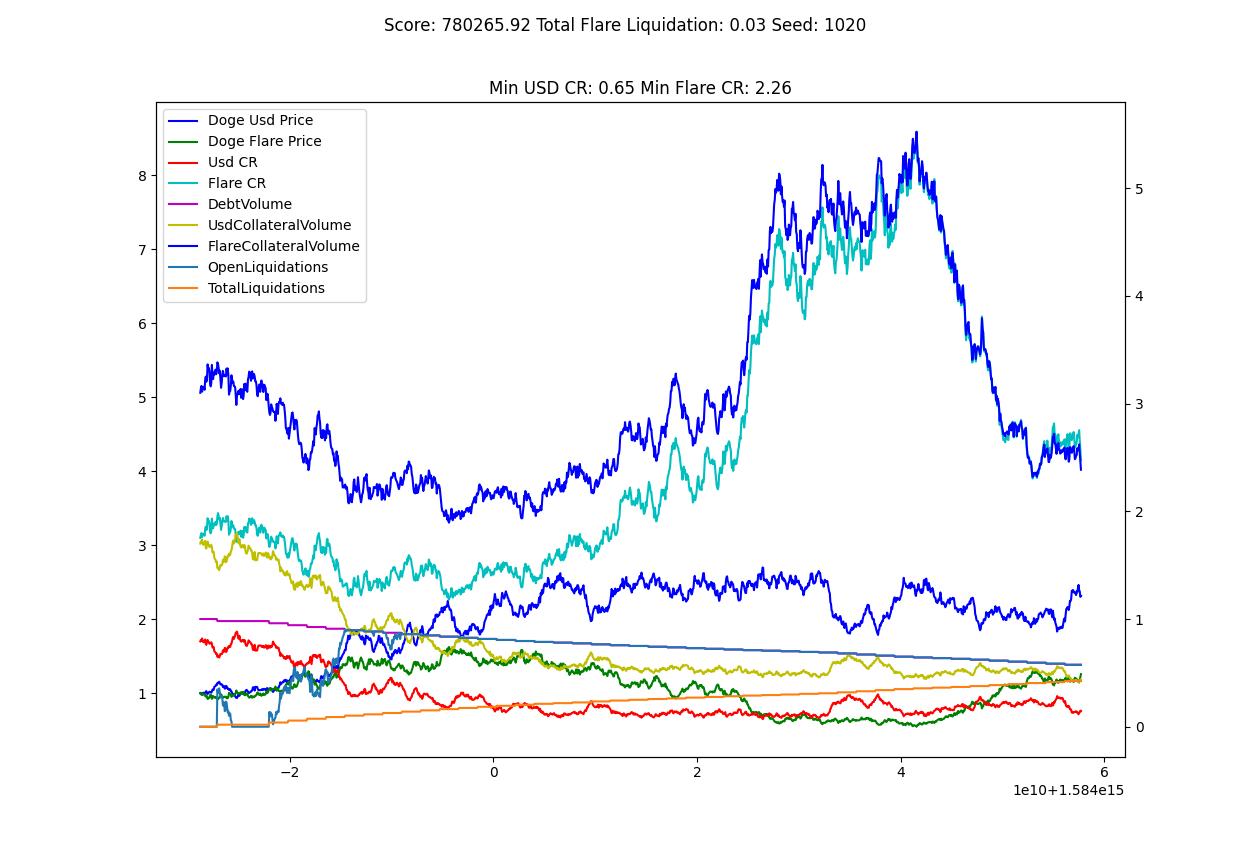 Score: 780265.92 Total Flare Liquidation: 0.03 Seed: 1020
Min USD CR: 0.65 Min Flare CR: 2.26
Doge Usd Price
Doge Flare Price
Usd CR
Flare CR
DebtVolume
UsdCollateralVolume
FlareCollateralVolume
OpenLiquidations
TotalLiquidations
8
7
6
5
4
3
2
1
5
4
3
2
1
0
−2 0 2 4 6
1e10+1.584e15